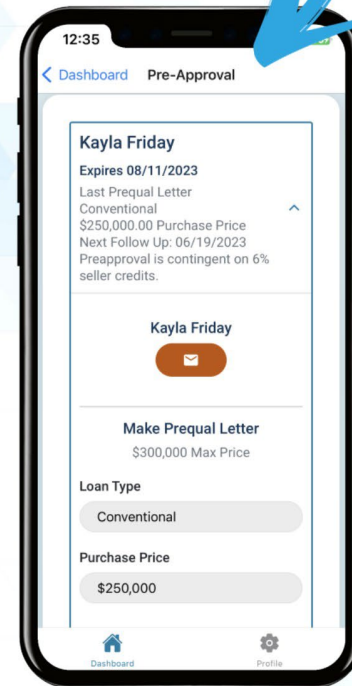 12:35
Dashboard Pre-Approval
Kayla Friday
Expires 08/11/2023
Last Prequal Letter
Conventional
$250,000.00 Purchase Price
Next Follow Up: 06/19/2023
Preapproval is contingent on 6%
seller credits.
Kayla Friday
Make Prequal Letter
$300,000 Max Price
Loan Type
Conventional
Purchase Price
$250,000
Dashboard Profile